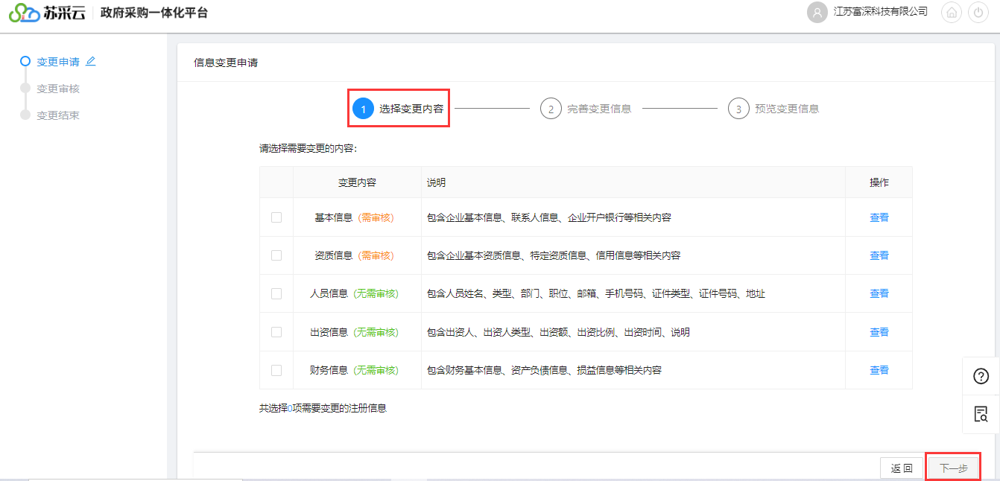 苏采云 政府采购一体化平台 江苏富深科技有限公司
变更申请
变更审核
变更结束
信息变更申请
1 选择变更内容 2 完善变更信息 3 预览变更信息
请选择需要变更的内容:
变更内容 说明 操作
基本信息 (需审核) 包含企业基本信息、联系人信息、企业开户银行等相关内容 查看
资质信息 (需审核) 包含企业基本资质信息、特定资质信息、信用信息等相关内容 查看
人员信息 (无需审核) 包含人员姓名、类型、部门、职位、邮箱、手机号码、证件类型、证件号码、地址 查看
出资信息 (无需审核) 包含出资人、出资人类型、出资额、出资比例、出资时间、说明 查看
财务信息 (无需审核) 包含财务基本信息、资产负债信息、损益信息等相关内容 查看
共选择0项需要变更的注册信息
返回 下一步